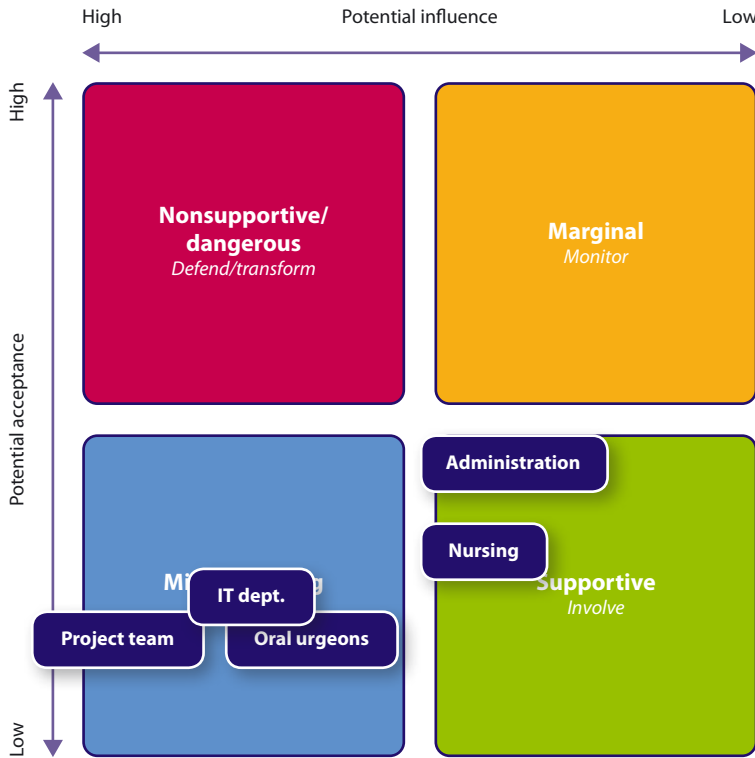 High
Potential influence
Low
High
Potential acceptance
Low
Nonsupportive/
dangerous
Defend/transform
Marginal
Monitor
Administration
Nursing
Supportive
Involve
IT dept.
Project team
Oral urgeons